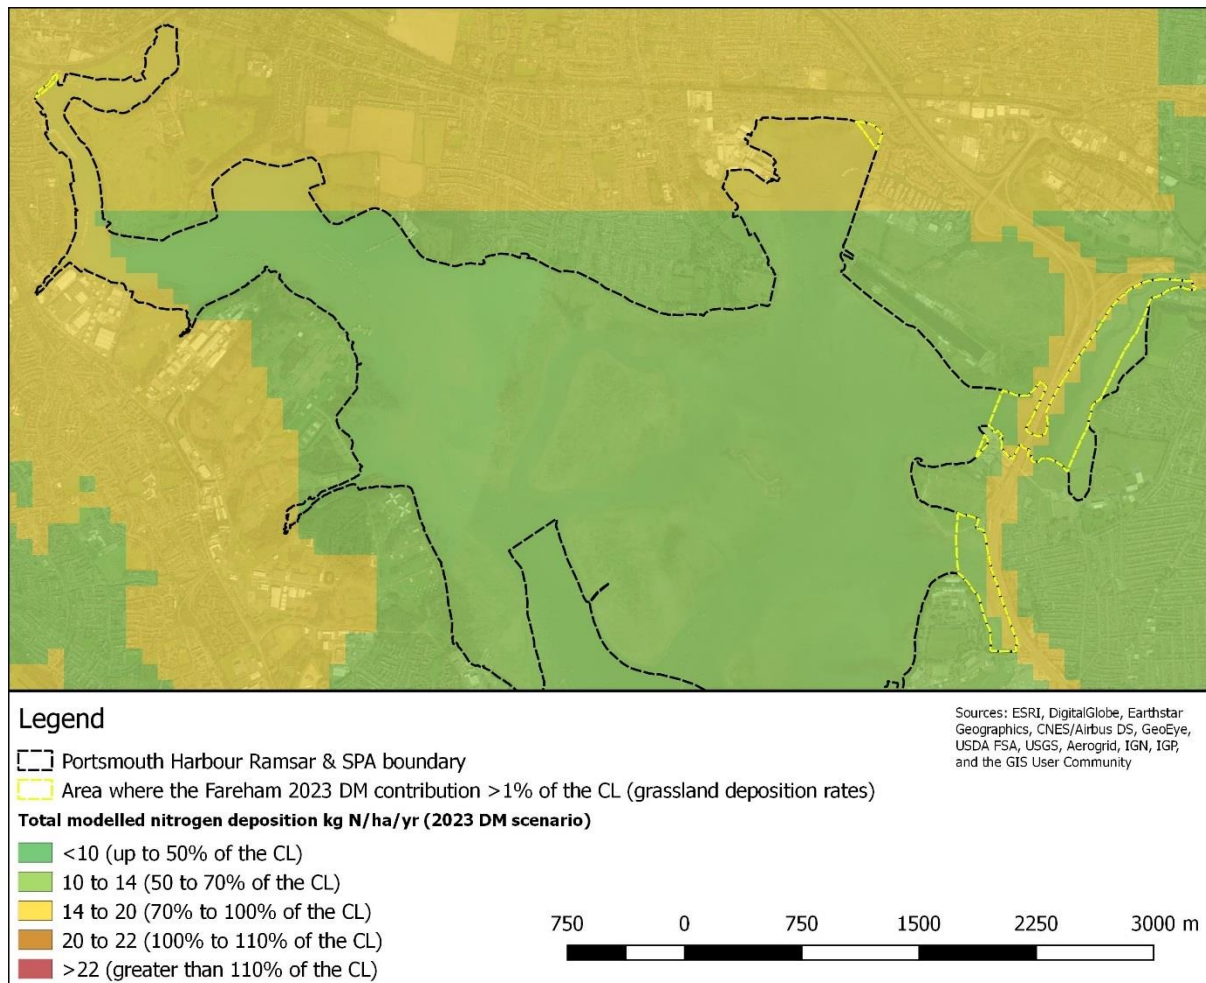 Legend
Sources: ESRI, DigitalGlobe, Earthstar
Geographics, CNES/Airbus DS, GeoEye,
USDA FSA, USGS, Aerogrid, IGN, IGP,
and the GIS User Community
Portsmouth Harbour Ramsar & SPA boundary
Area where the Fareham 2023 DM contribution >1% of the CL (grassland deposition rates)
Total modelled nitrogen deposition kg N/ha/yr (2023 DM scenario)
<10 (up to 50% of the CL)
10 to 14 (50 to 70% of the CL)
14 to 20 (70% to 100% of the CL)
20 to 22 (100% to 110% of the CL)
>22 (greater than 110% of the CL)
750 0 750 1500 2250 3000 m